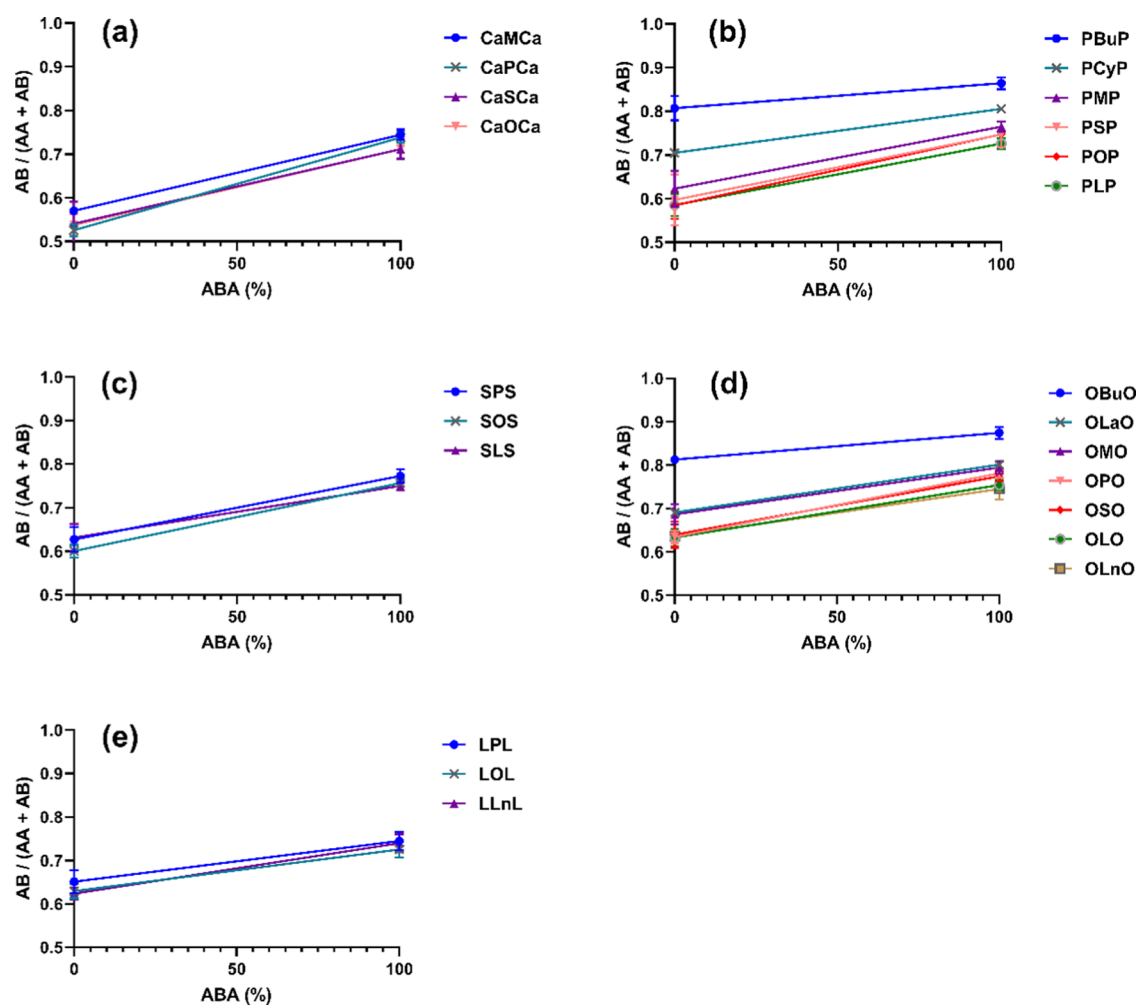 (a)
AB / (AA + AB)
1.0
0.9
0.8
0.7
0.6
0.5
0
50
100
ABA (%)
CaMCa
CaPCa
CaSCa
CaOCa
(b)
AB / (AA + AB)
1.0
0.9
0.8
0.7
0.6
0.5
0
50
100
ABA (%)
PBuP
PCyP
PMP
PSP
POP
PLP
(c)
AB / (AA + AB)
1.0
0.9
0.8
0.7
0.6
0.5
0
50
100
ABA (%)
SPS
SOS
SLS
(d)
AB / (AA + AB)
1.0
0.9
0.8
0.7
0.6
0.5
0
50
100
ABA (%)
OBuO
OLaO
OMO
OPO
OSO
OLO
OLnO
(e)
AB / (AA + AB)
1.0
0.9
0.8
0.7
0.6
0.5
0
50
100
ABA (%)
LPL
LOL
LLnL